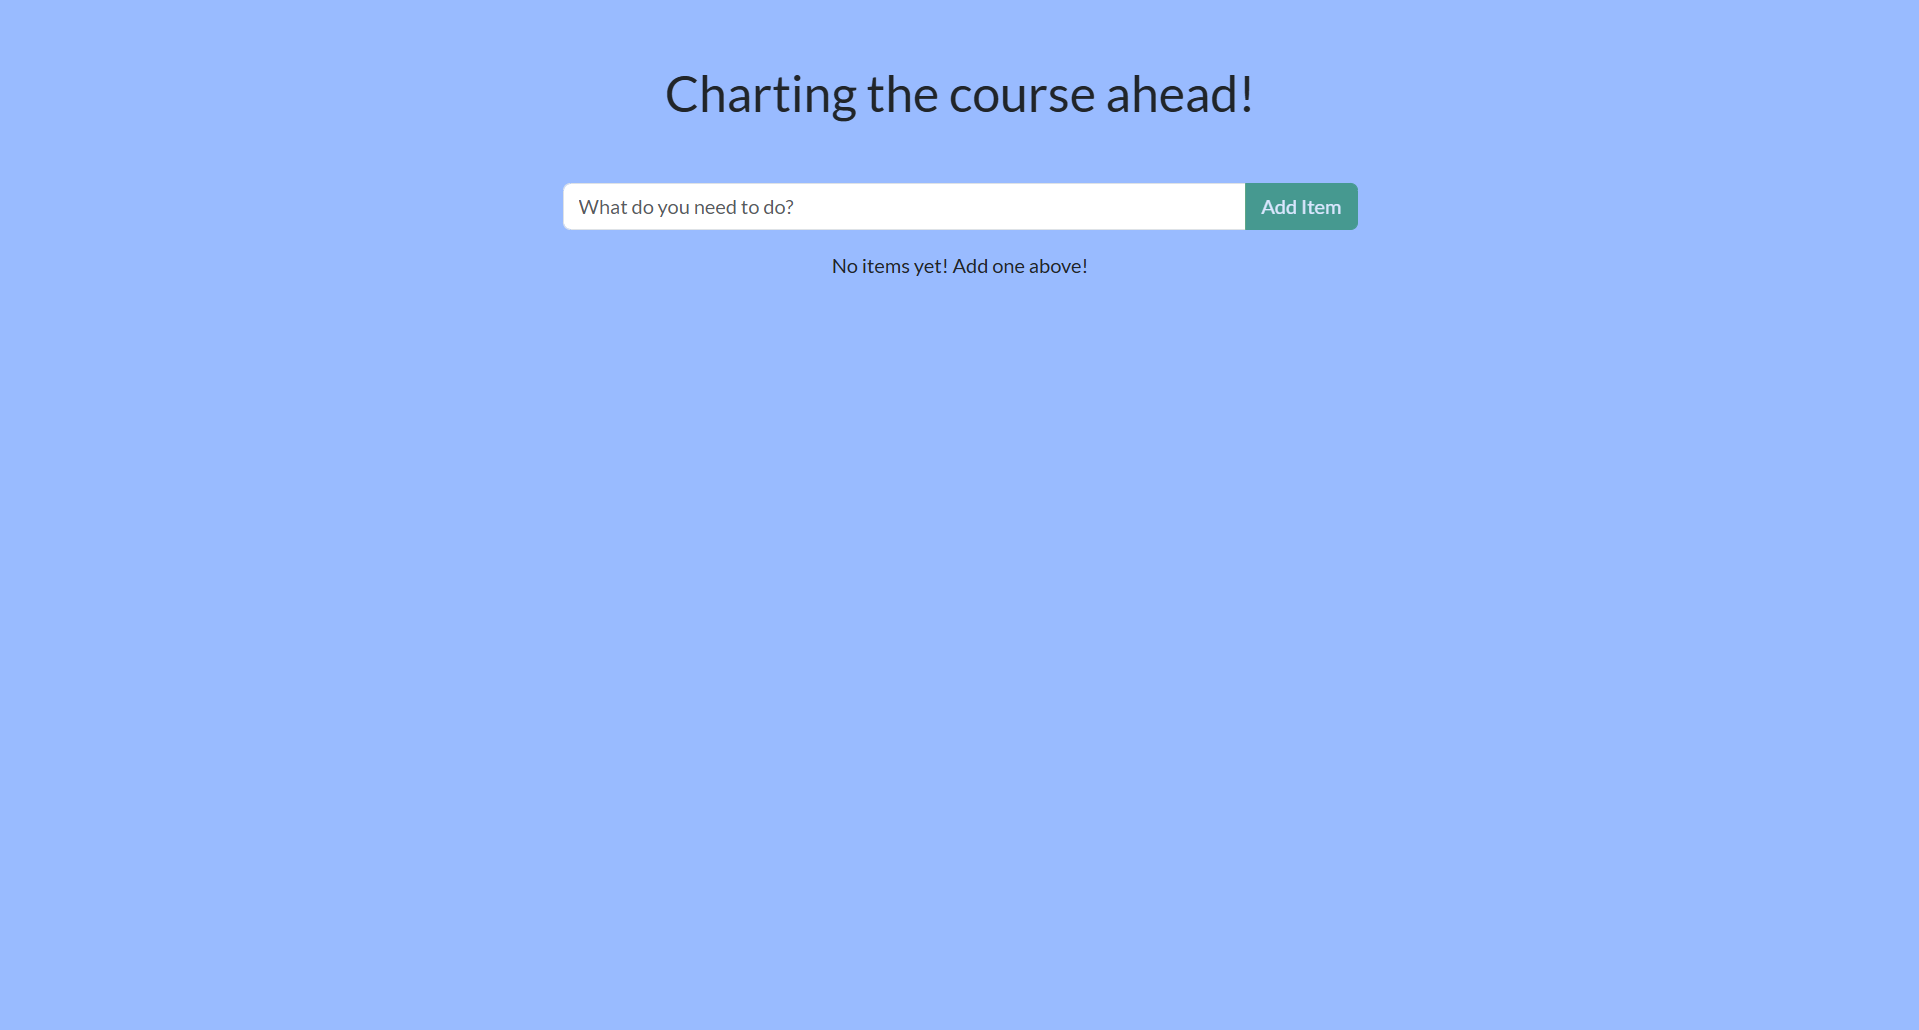 Charting the course ahead!
What do you need to do?
Add Item
No items yet! Add one above!